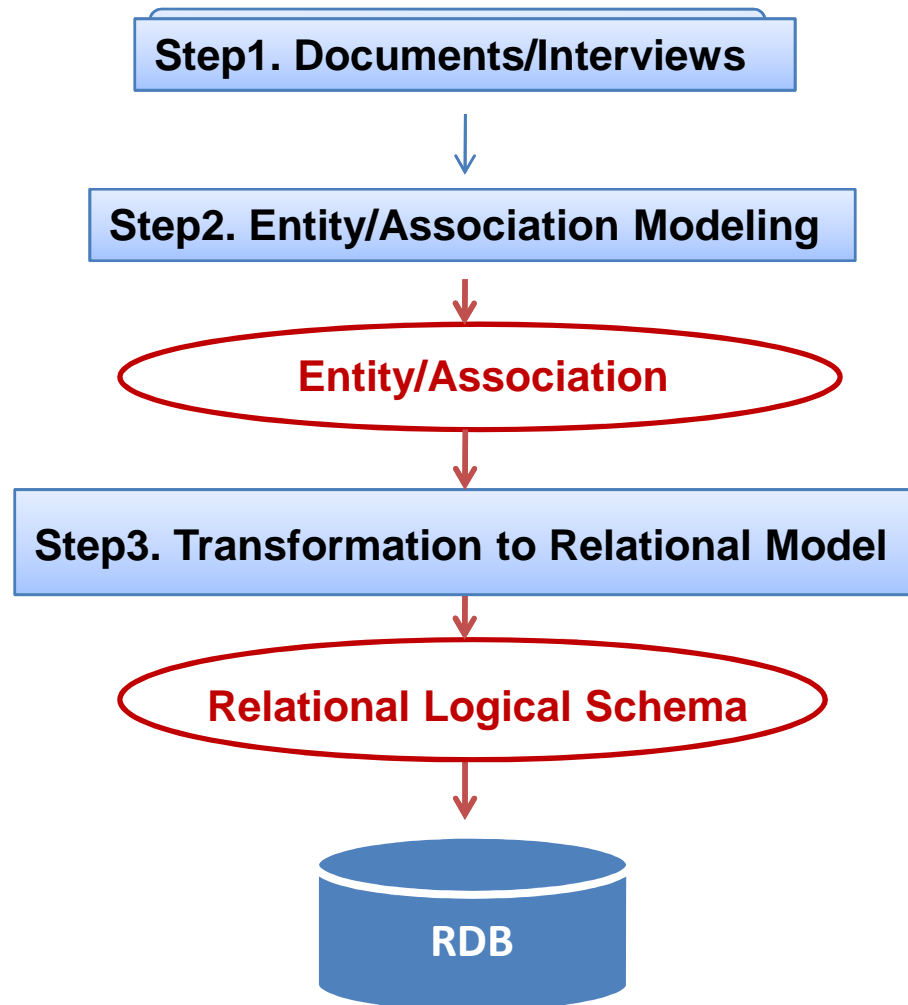 Step1. Documents/Interviews
Step2. Entity/Association Modeling
Entity/Association
Step3. Transformation to Relational Model
Relational Logical Schema
RDB